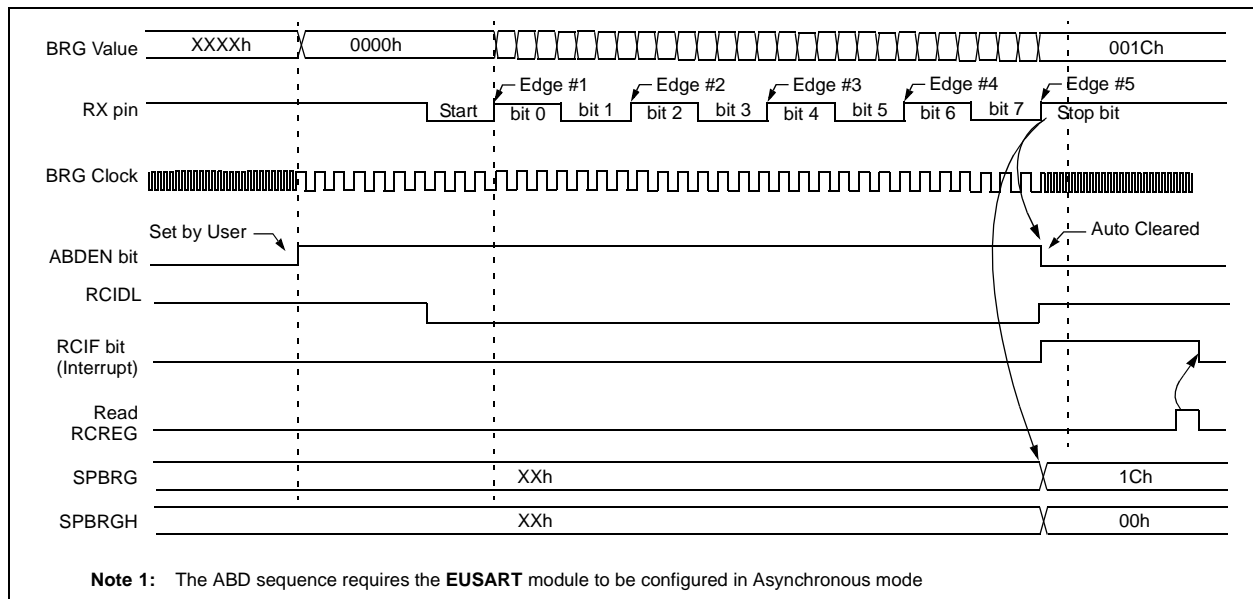 BRG Value XXXXh 0000h 001Ch
Edge #1 Edge #2 Edge #3 Edge #4 Edge #5
RX pin Start bit 0 bit 1 bit 2 bit 3 bit 4 bit 5 bit 6 bit 7 Stop bit
BRG Clock
Set by User Auto Cleared
ABDEN bit
RCIDL
RCIF bit
(Interrupt)
Read
RCREG
SPBRG XXh 1Ch
SPBRGH XXh 00h
Note 1: The ABD sequence requires the EUSART module to be configured in Asynchronous mode